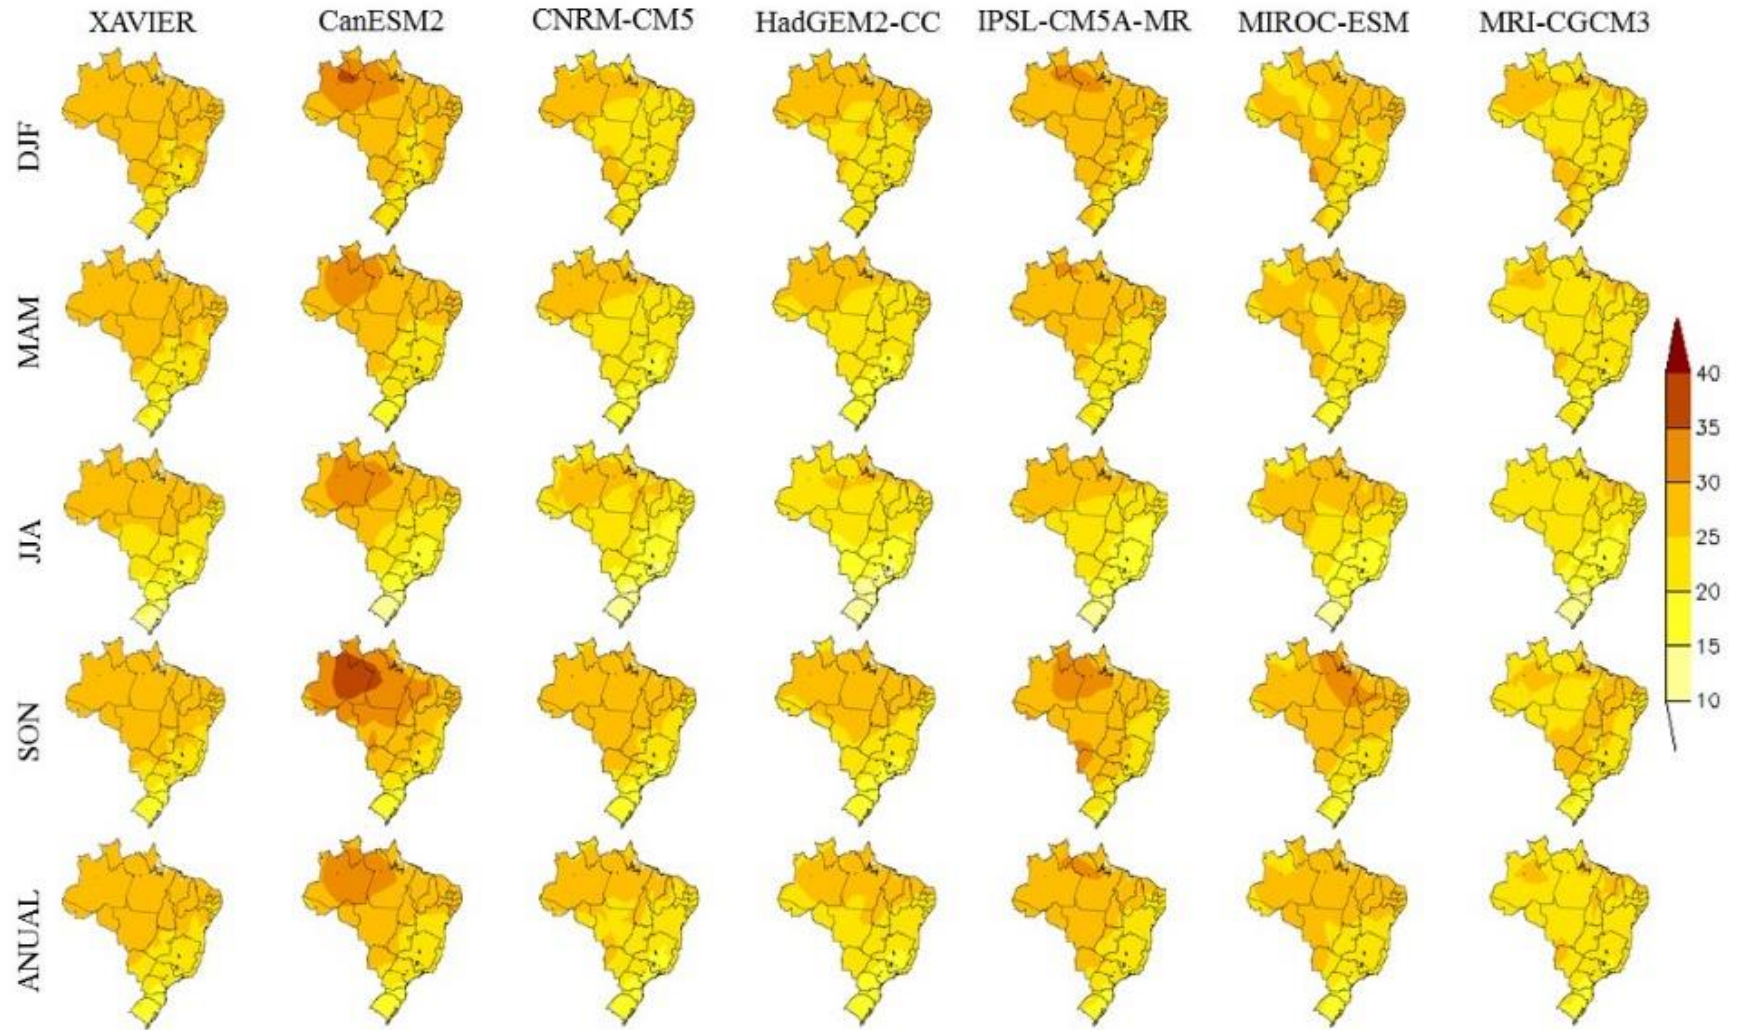 XAVIER CanESM2 CNRM-CM5 HadGEM2-CC IPSL-CM5A-MR MIROC-ESM MRI-CGCM3
DJF
MAM
JJA
SON
ANUAL
40
35
30
25
20
15
10